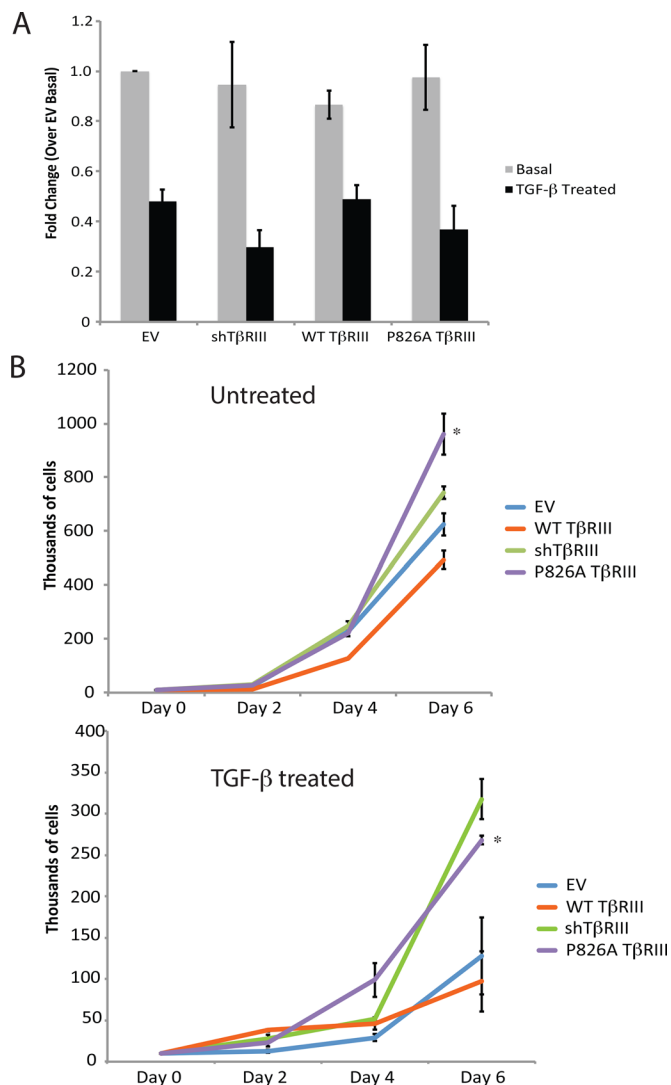 A
Fold Change (Over EV Basal)
1.2
1.0
0.8
0.6
0.4
0.2
0
EV
shTβRIII
WT TβRIII
P826A TβRIII
Basal
TGF-β Treated
B
Untreated
Thousands of cells
1200
1000
800
600
400
200
0
Day 0
Day 2
Day 4
Day 6
*
EV
WT TβRIII
shTβRIII
P826A TβRIII
TGF-β treated
Thousands of cells
400
350
300
250
200
150
100
50
0
Day 0
Day 2
Day 4
Day 6
*
EV
WT TβRIII
shTβRIII
P826A TβRIII